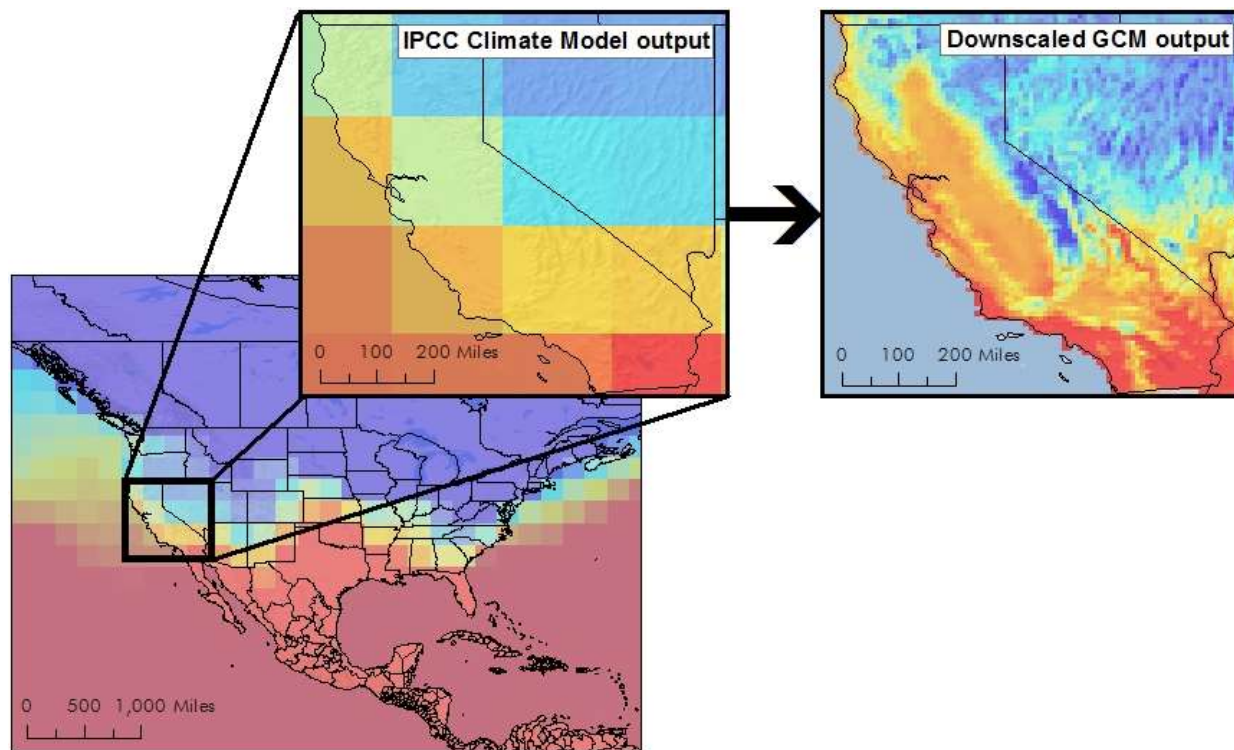 IPCC Climate Model output
Downscaled GCM output
0 100 200 Miles
0 100 200 Miles
0 500 1,000 Miles